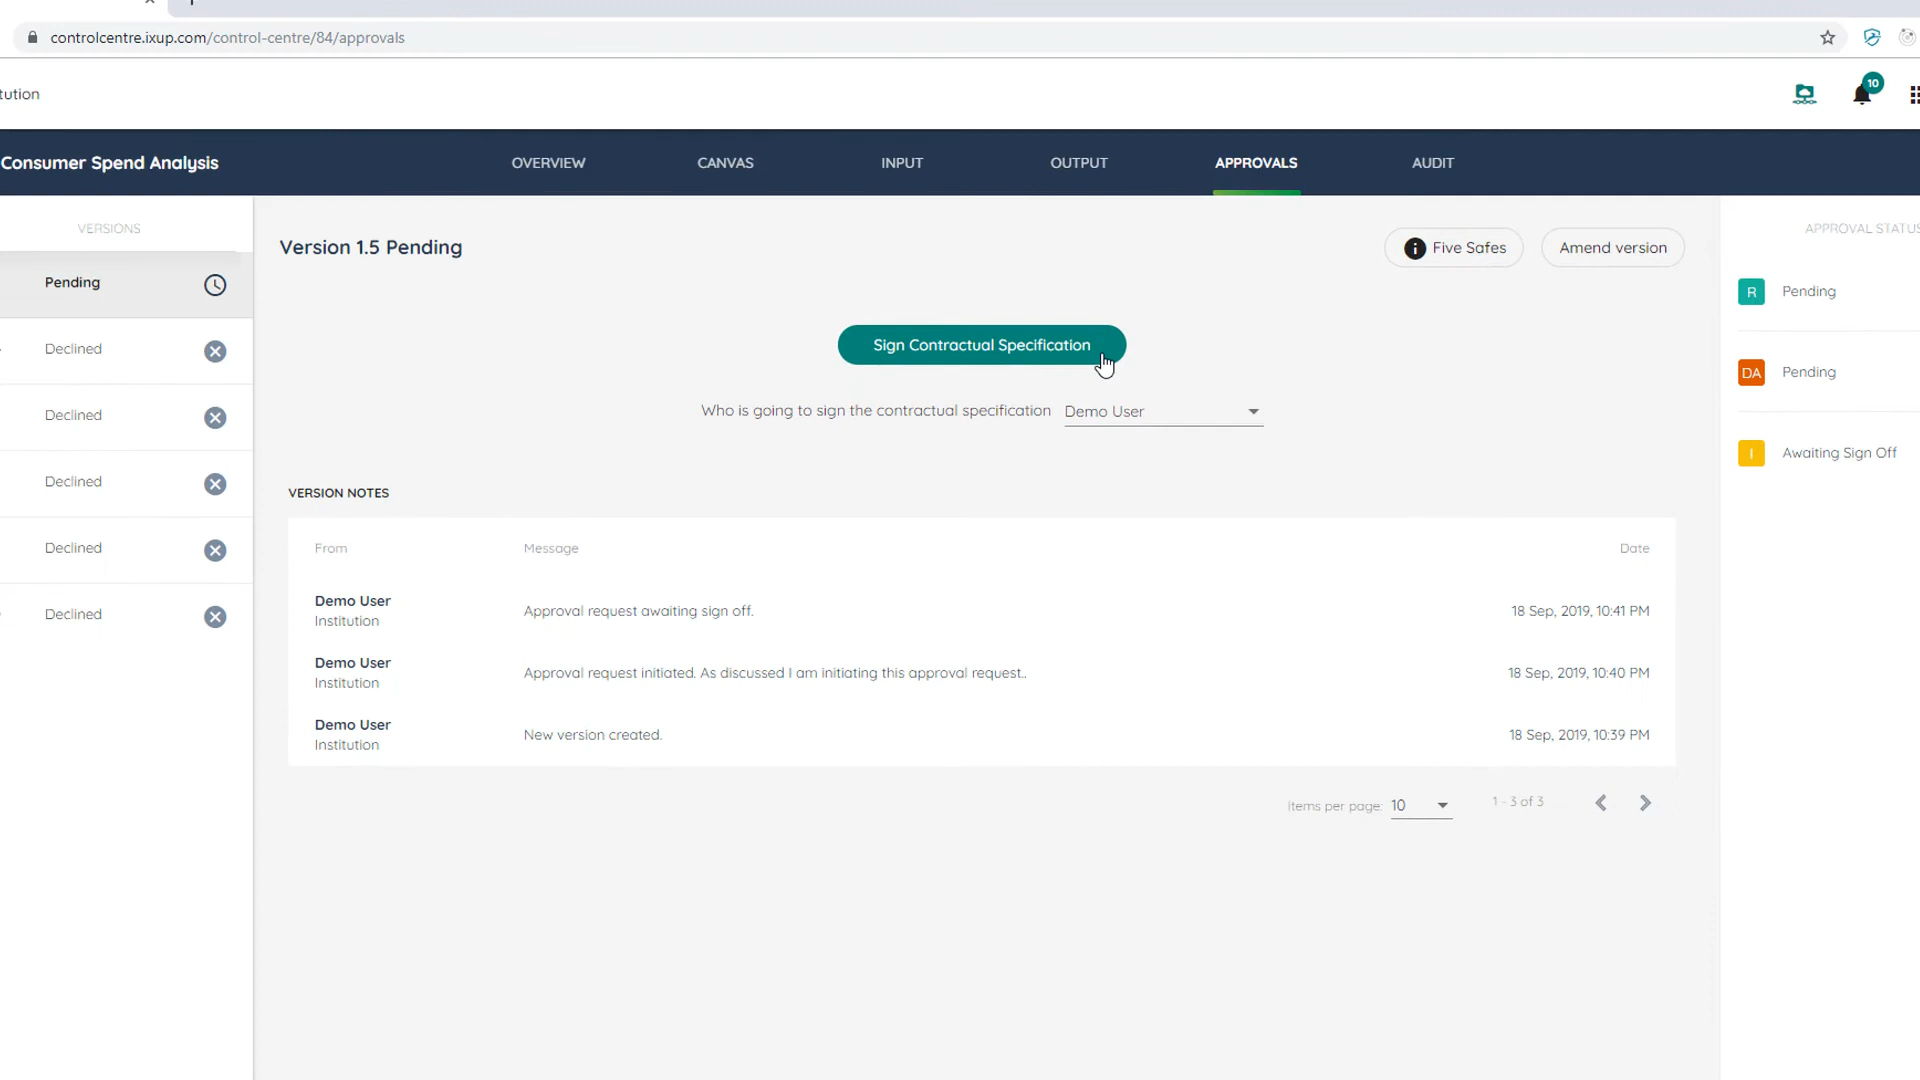 controlcentre.ixup.com/control-centre/84/approvals
tution
10
Consumer Spend Analysis
OVERVIEW
CANVAS
INPUT
OUTPUT
APPROVALS
AUDIT
VERSIONS
Pending
Declined
Declined
Declined
Declined
Declined
Version 1.5 Pending
Five Safes
Amend version
Sign Contractual Specification
Who is going to sign the contractual specification
Demo User
VERSION NOTES
From Message Date
Demo User
Institution
Approval request awaiting sign off.
18 Sep, 2019, 10:41 PM
Demo User
Institution
Approval request initiated. As discussed I am initiating this approval request..
18 Sep, 2019, 10:40 PM
Demo User
Institution
New version created.
18 Sep, 2019, 10:39 PM
Items per page: 10
1 - 3 of 3
APPROVAL STATUS
R Pending
DA Pending
I Awaiting Sign Off